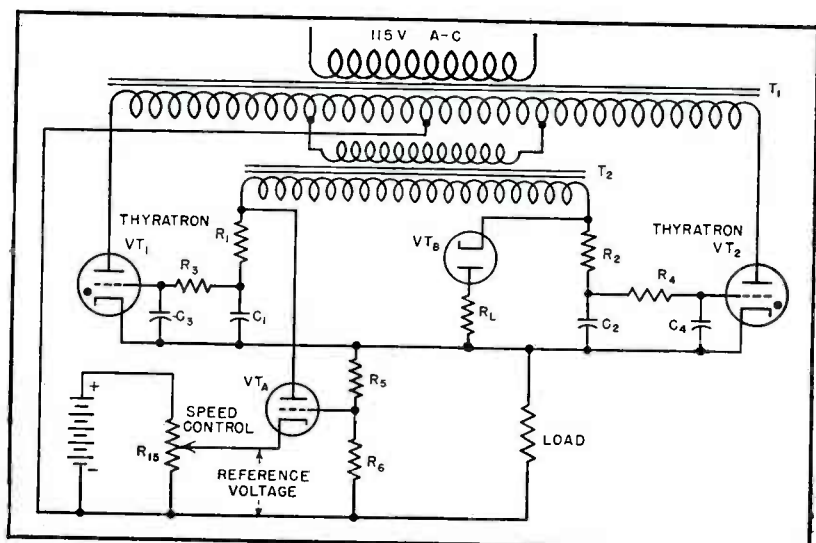 115V A-C
T1
T2
THYRATRON
VT1
R1
R3
C3
C1
VTB
RL
R2
THYRATRON
VT2
R4
C2
C4
VTA
R5
+
SPEED
CONTROL
R15
-
REFERENCE
VOLTAGE
R6
LOAD